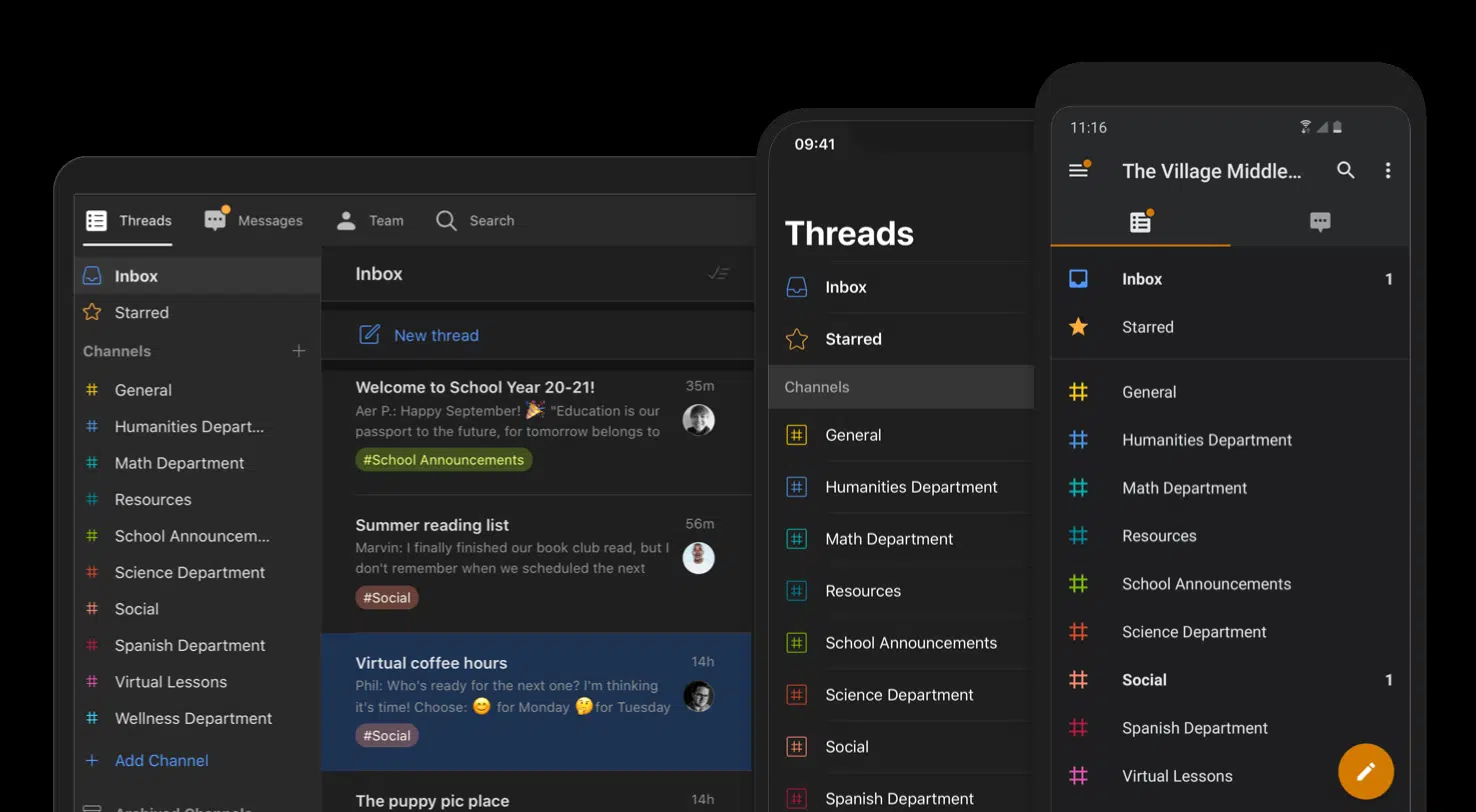 Threads
Messages
Team
Search
Inbox
Starred
Channels
General
Humanities Depart...
Math Department
Resources
School Announcem...
Science Department
Social
Spanish Department
Virtual Lessons
Wellness Department
Add Channel
Archived Channels
Inbox
New thread
Welcome to School Year 20-21!
35m
Aer P.: Happy September! 🎉 "Education is our
passport to the future, for tomorrow belongs to
#School Announcements
Summer reading list
56m
Marvin: I finally finished our book club read, but I
don't remember when we scheduled the next
#Social
Virtual coffee hours
14h
Phil: Who's ready for the next one? I'm thinking
it's time! Choose: 😊 for Monday 🤔for Tuesday
#Social
The puppy pic place
14h
09:41
Threads
Inbox
Starred
Channels
General
Humanities Department
Math Department
Resources
School Announcements
Science Department
Social
Spanish Department
11:16
The Village Middle...
Inbox 1
Starred
General
Humanities Department
Math Department
Resources
School Announcements
Science Department
Social 1
Spanish Department
Virtual Lessons